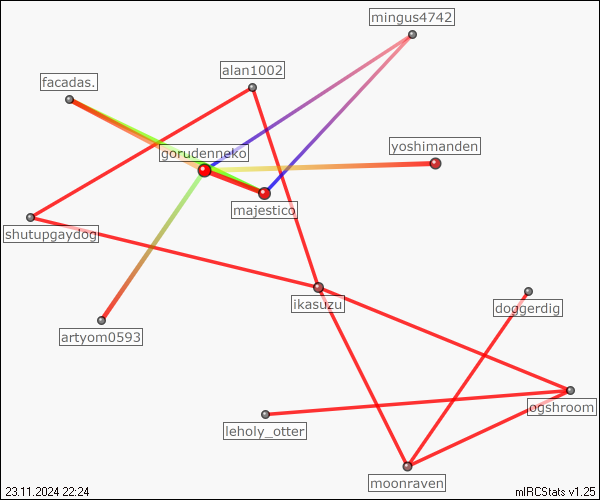 mingus4742
alan1002
facadas.
yoshimanden
gorudenneko
majestico
shutupgaydog
ikasuzu
doggerdig
artyom0593
ogshroom
leholy_otter
moonraven
23.11.2024 22:24
mIRCStats v1.25